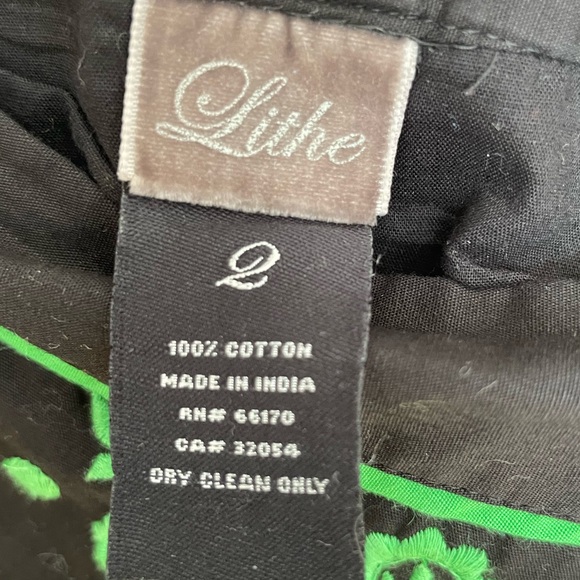 Lithe
2
100% COTTON
MADE IN INDIA
RN# 66170
CA# 32054
DRY CLEAN ONLY